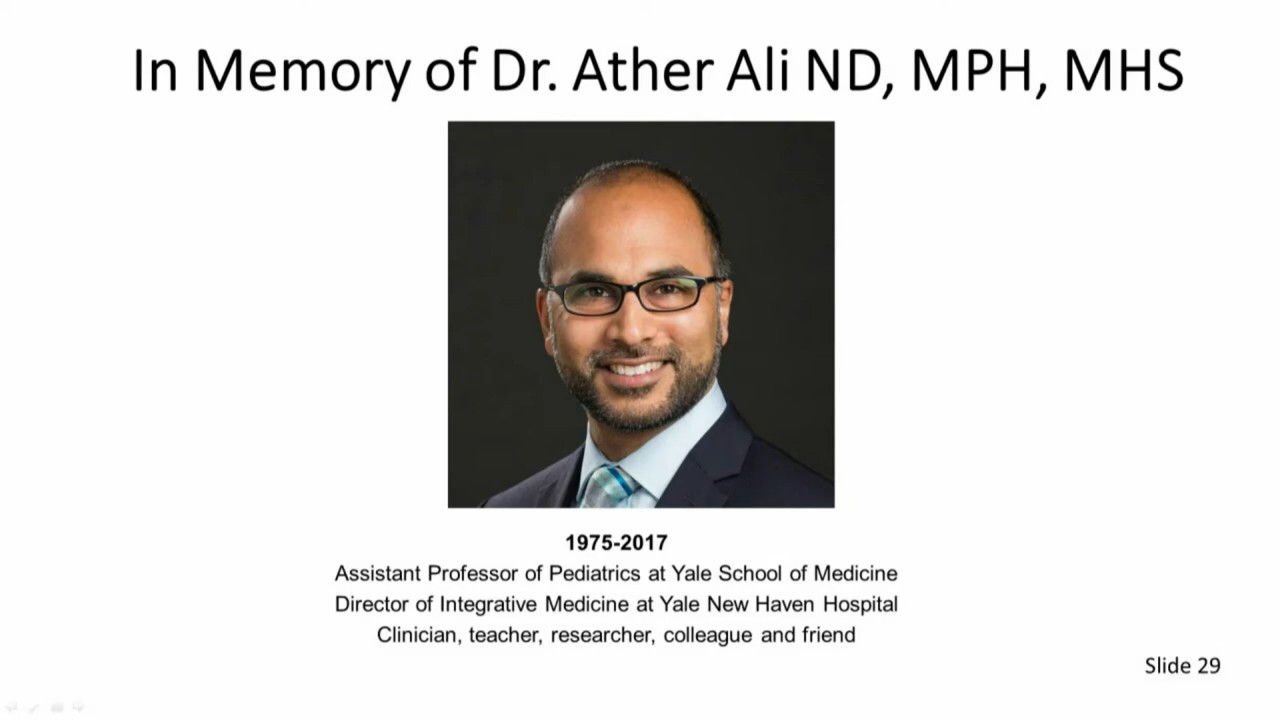 In Memory of Dr. Ather Ali ND, MPH, MHS
1975-2017
Assistant Professor of Pediatrics at Yale School of Medicine
Director of Integrative Medicine at Yale New Haven Hospital
Clinician, teacher, researcher, colleague and friend
Slide 29